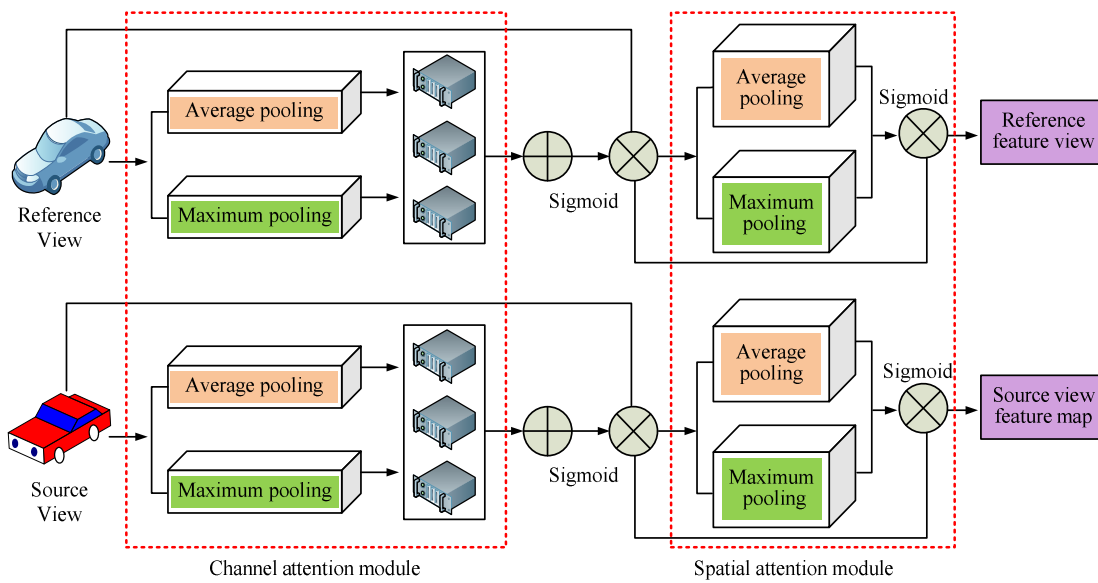 Average pooling
Maximum pooling
Reference
View
Sigmoid
Average
pooling
Maximum
pooling
Sigmoid
Reference
feature view
Average pooling
Maximum pooling
Source
View
Sigmoid
Average
pooling
Maximum
pooling
Sigmoid
Source view
feature map
Channel attention module
Spatial attention module